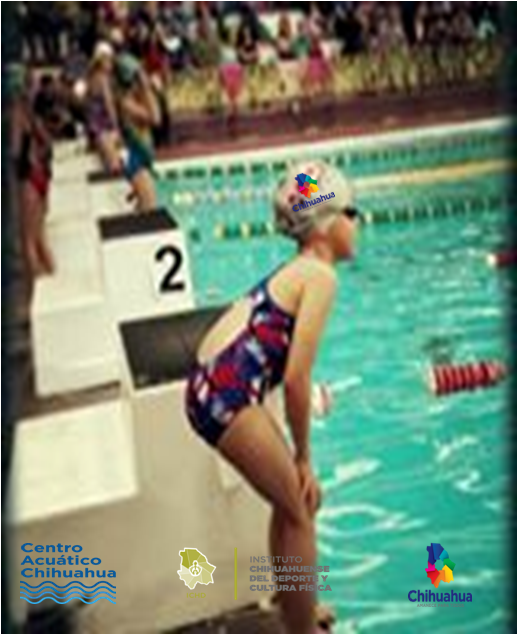 Chihuahua
2
Centro
Acuático
Chihuahua
INSTITUTO
CHIHUAHUENSE
DEL DEPORTE Y
CULTURA FÍSICA
Chihuahua